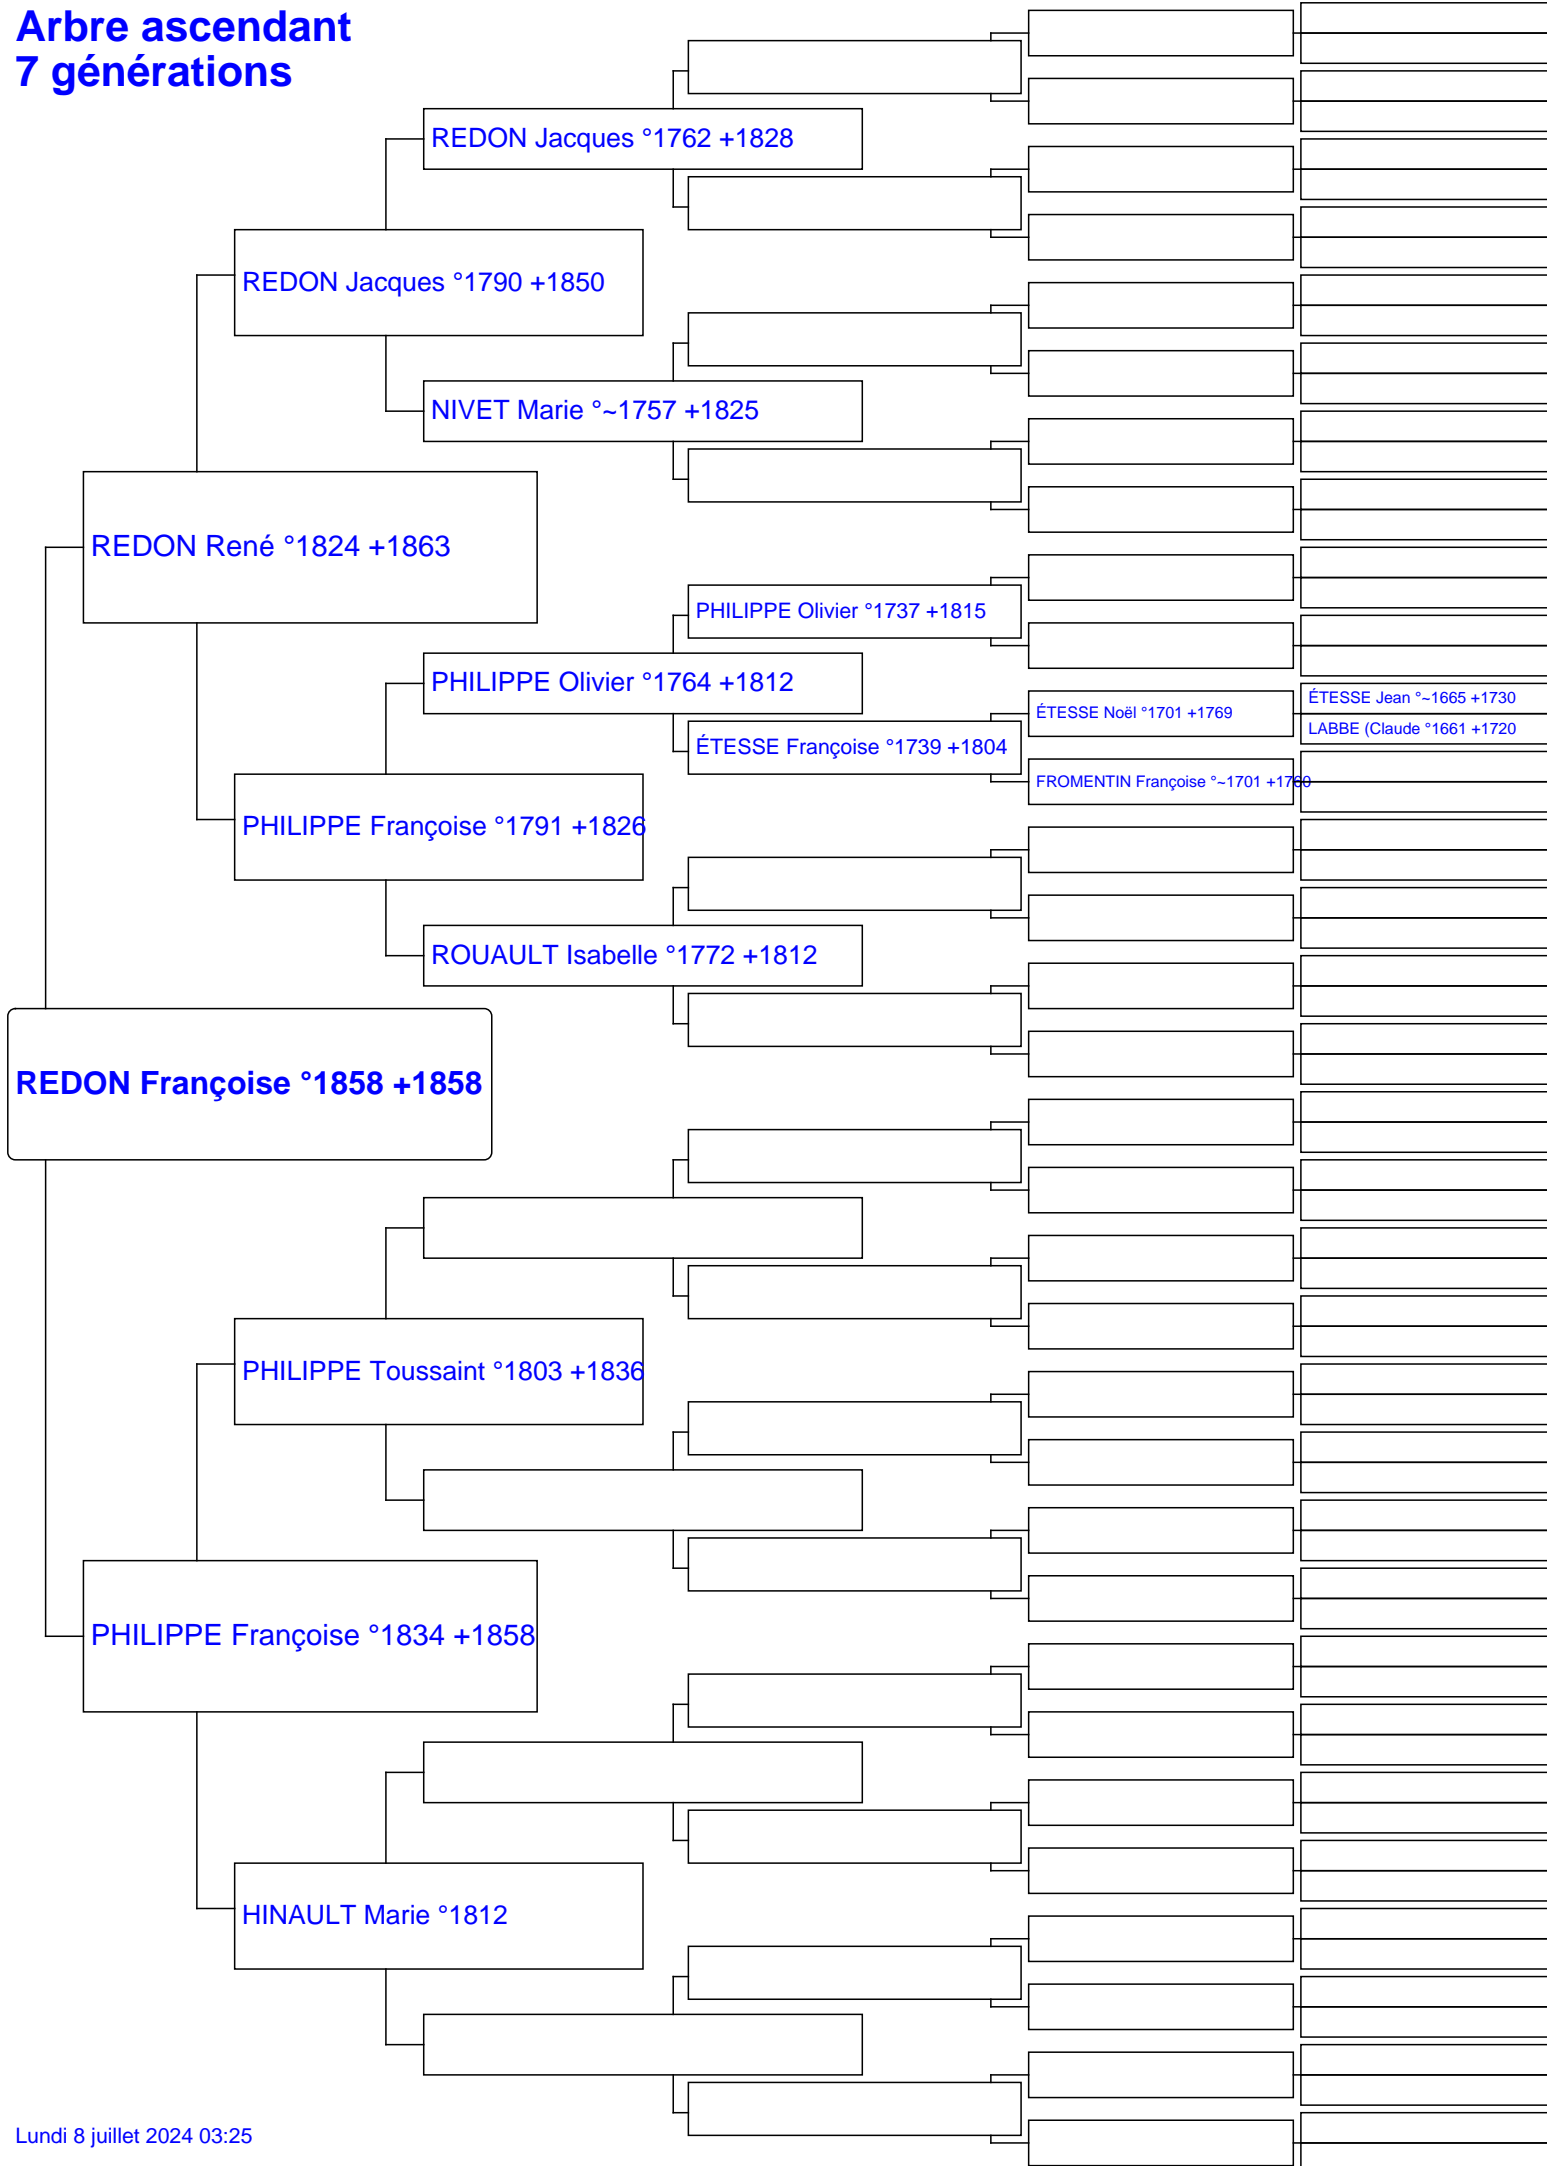 Arbre ascendant
7 générations
REDON Jacques °1762 +1828
REDON Jacques °1790 +1850
NIVET Marie °~1757 +1825
REDON René °1824 +1863
PHILIPPE Olivier °1737 +1815
PHILIPPE Olivier °1764 +1812
ÉTESSE Jean °~1665 +1730
ÉTESSE Noël °1701 +1769
LABBE (Claude °1661 +1720
ÉTESSE Françoise °1739 +1804
FROMENTIN Françoise °~1701 +1760
PHILIPPE Françoise °1791 +1826
ROUAULT Isabelle °1772 +1812
REDON Françoise °1858 +1858
PHILIPPE Toussaint °1803 +1836
PHILIPPE Françoise °1834 +1858
HINAULT Marie °1812
Lundi 8 juillet 2024 03:25